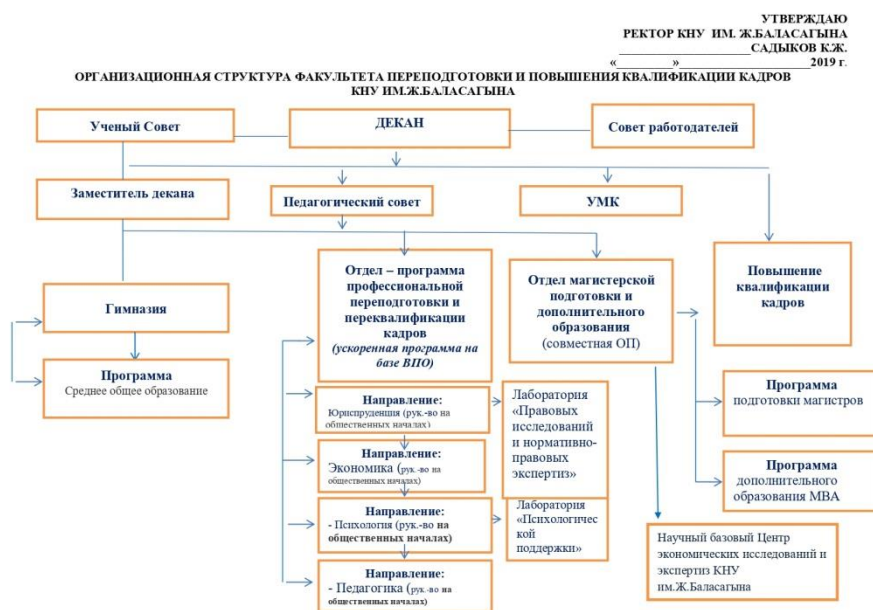 УТВЕРЖДАЮ
РЕКТОР КНУ ИМ. Ж.БАЛАСАГЫНА
____________________САДЫКОВ К.Ж.
«_________»____________________2019 г.
ОРГАНИЗАЦИОННАЯ СТРУКТУРА ФАКУЛЬТЕТА ПЕРЕПОДГОТОВКИ И ПОВЫШЕНИЯ КВАЛИФИКАЦИИ КАДРОВ
КНУ ИМ.Ж.БАЛАСАГЫНА
Ученый Совет
ДЕКАН
Совет работодателей
Заместитель декана
Педагогический совет
УМК
Гимназия
Программа
Среднее общее образование
Отдел – программа
профессиональной
переподготовки и
переквалификации
кадров
(ускоренная программа на
базе ВПО)
Отдел магистерской
подготовки и
дополнительного
образования
(совместная ОП)
Повышение
квалификации
кадров
Направление:
Юриспруденция (рук.-во на
общественных началах)
Лаборатория
«Правовых
исследований
и нормативно-
правовых
экспертиз»
Направление:
Экономика (рук.-во на
общественных началах)
Направление:
- Психология (рук.-во на
общественных началах)
Лаборатория
«Психологичес
кой
поддержки»
Направление:
- Педагогика (рук.-во на
общественных началах)
Программа
подготовки магистров
Программа
дополнительного
образования МВА
Научный базовый Центр
экономических исследований и
экспертиз КНУ
им.Ж.Баласагына